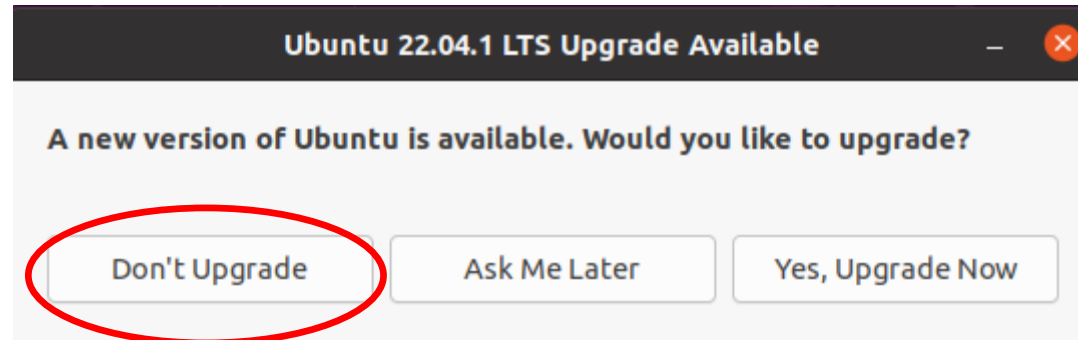 Ubuntu 22.04.1 LTS Upgrade Available
A new version of Ubuntu is available. Would you like to upgrade?
Don't Upgrade Ask Me Later Yes, Upgrade Now